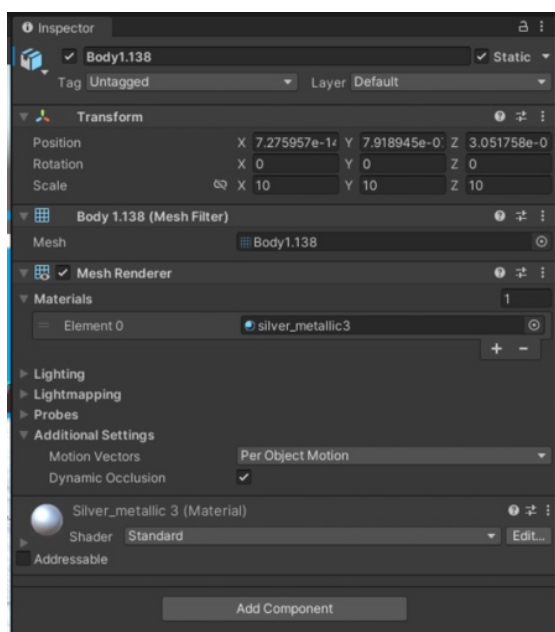 Inspector
Body1.138 Static
Tag Untagged Layer Default
Transform
Position X 7.275957e-14 Y 7.918945e-0 Z 3.051758e-0
Rotation X 0 Y 0 Z 0
Scale X 10 Y 10 Z 10
Body 1.138 (Mesh Filter)
Mesh Body1.138
Mesh Renderer
Materials 1
Element 0 silver_metallic3
+ −
Lighting
Lightmapping
Probes
Additional Settings
Motion Vectors Per Object Motion
Dynamic Occlusion
Silver_metallic 3 (Material)
Shader Standard Edit...
Addressable
Add Component